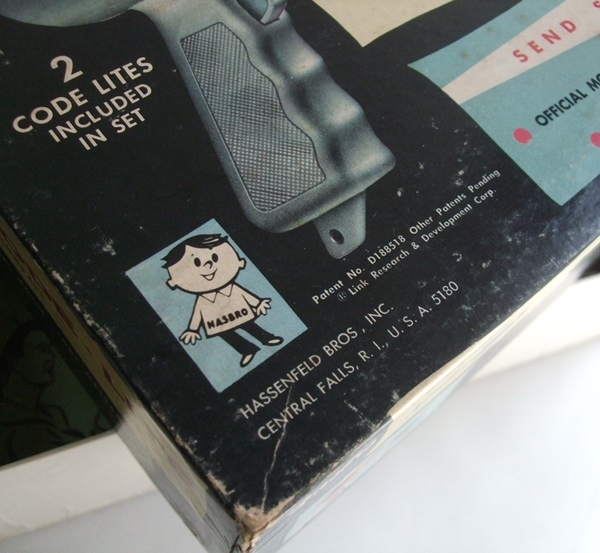 2
CODE LITES
INCLUDED
IN SET
SEND
OFFICIAL
Patent No. D188518 Other Patents Pending
Link Research & Development Corp.
HASBRO
HASSENFELD BROS., INC.
CENTRAL FALLS, R. I., U. S. A. 5180